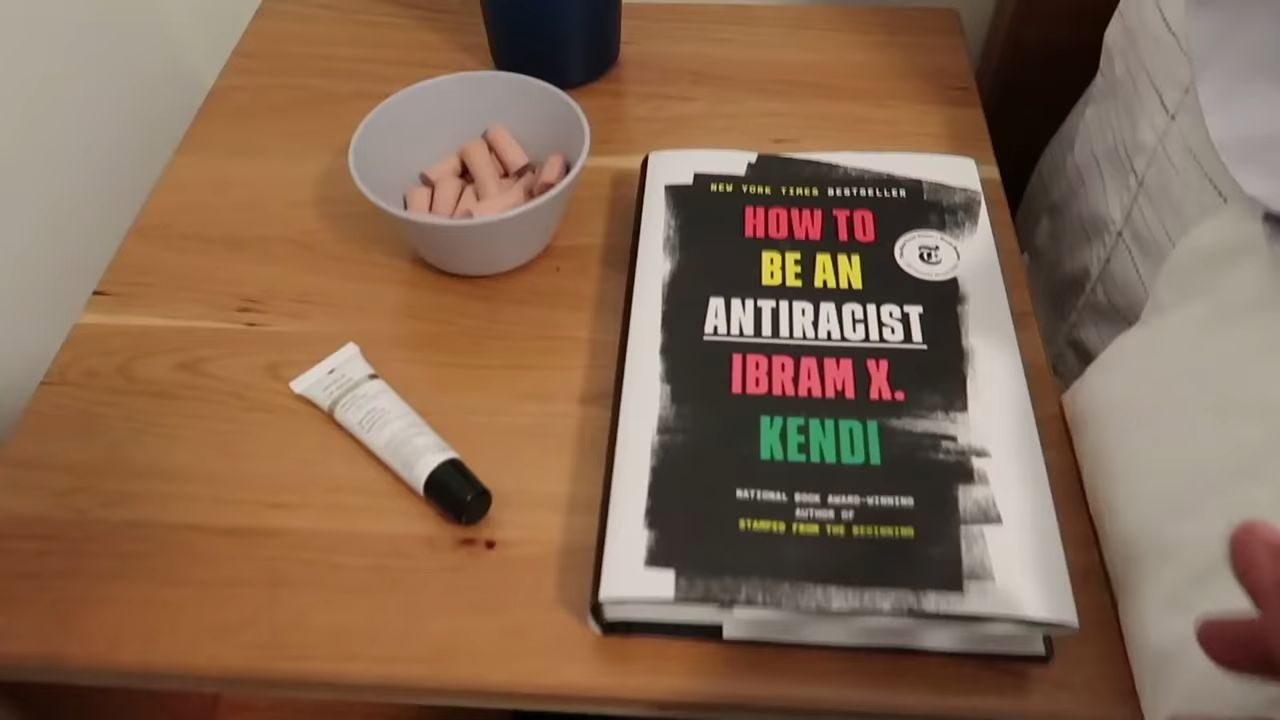 NEW YORK TIMES BESTSELLER
HOW TO
BE AN
ANTIRACIST
IBRAM X.
KENDI
NATIONAL BOOK AWARD-WINNING
AUTHOR OF
STAMPED FROM THE BEGINNING